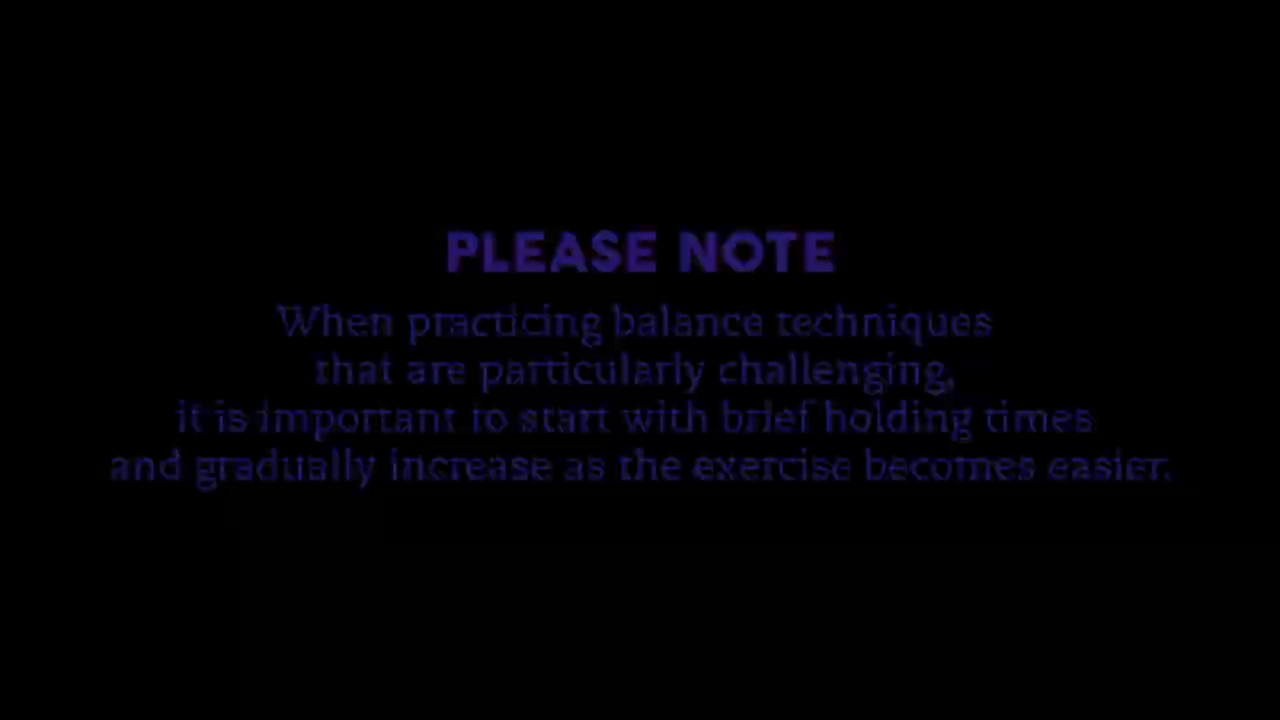 PLEASE NOTE
When practicing balance techniques
that are particularly challenging,
it is important to start with brief holding times
and gradually increase as the exercise becomes easier.